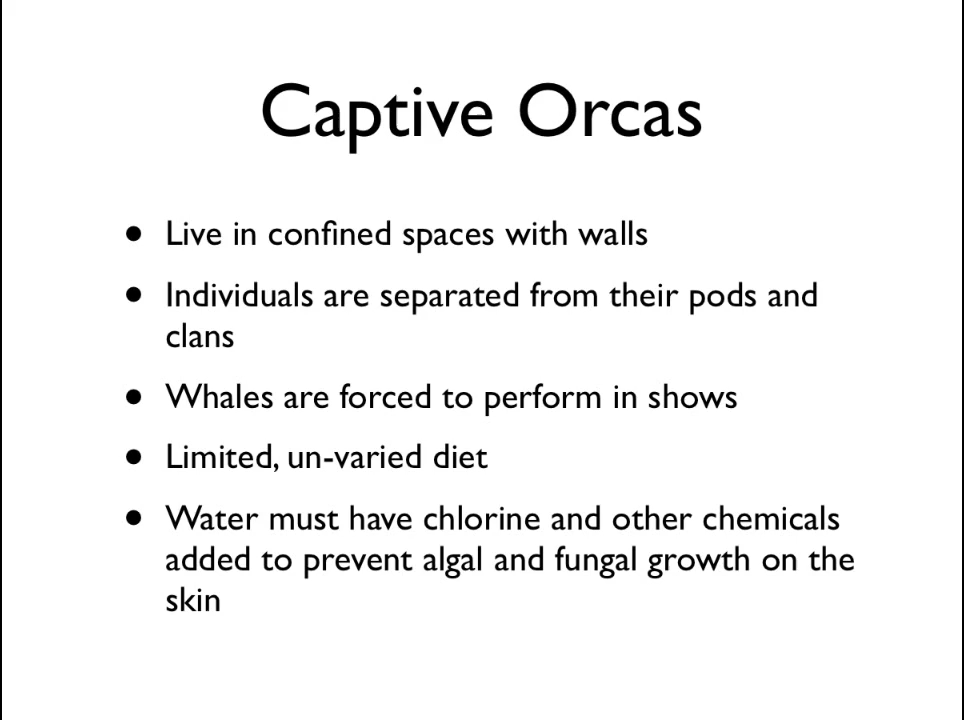 Captive Orcas
• Live in confined spaces with walls
• Individuals are separated from their pods and
clans
• Whales are forced to perform in shows
• Limited, un-varied diet
• Water must have chlorine and other chemicals
added to prevent algal and fungal growth on the
skin